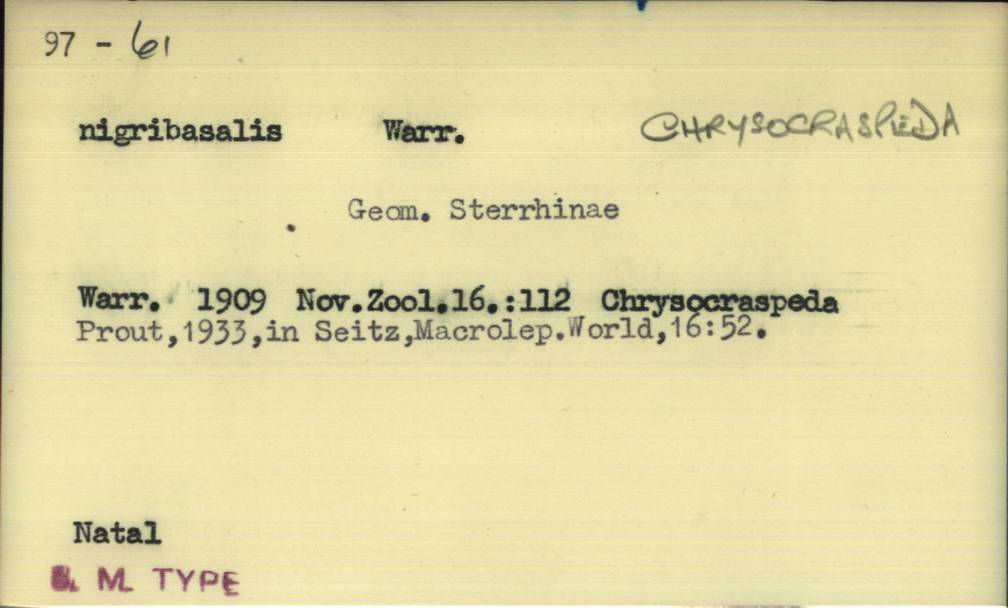 97 - 61
nigribasalis Warr. CHRYSOCRASPEDA
Geom. Sterrhinae
Warr. 1909 Nov.Zool.16.:112 Chrysocraspeda
Prout,1933,in Seitz,Macrolep.World,16:52.
Natal
B. M. TYPE